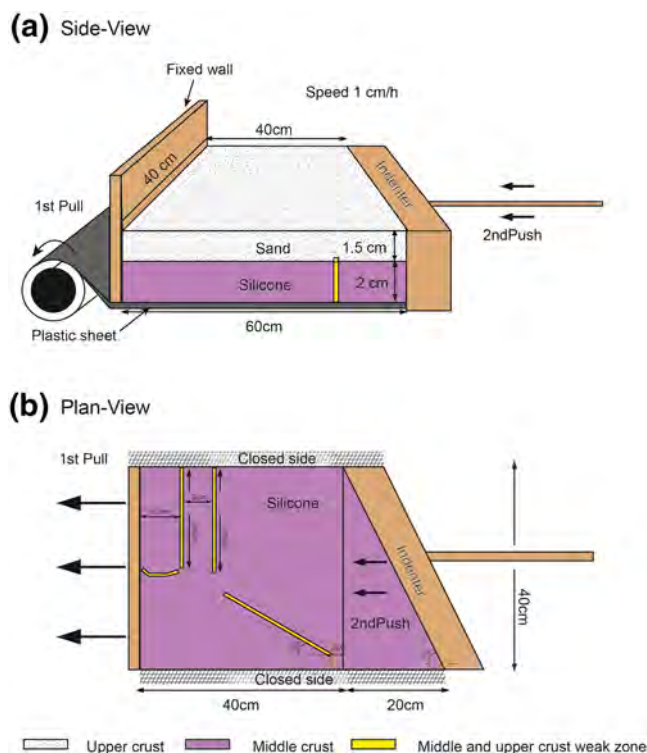 (a) Side-View
Fixed wall
Speed 1 cm/h
40cm
40 cm
Indenter
1st Pull
2ndPush
Sand
1.5 cm
Silicone
2 cm
Plastic sheet
60cm
(b) Plan-View
1st Pull
Closed side
Silicone
Indenter
2ndPush
40cm
Closed side
40cm
20cm
Upper crust
Middle crust
Middle and upper crust weak zone